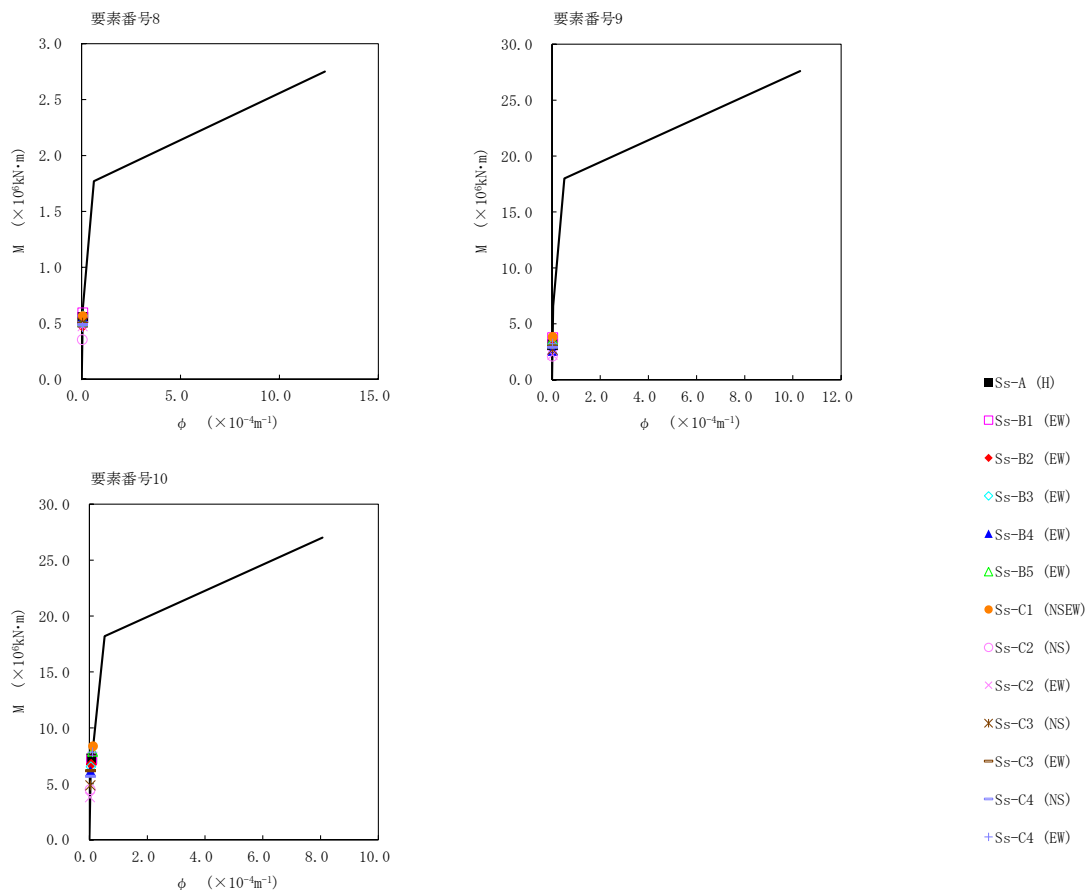 要素番号8
3.0
2.5
2.0
1.5
1.0
0.5
0.0
M (×10⁶kN・m)
0.0 5.0 10.0 15.0
φ (×10⁻⁴m⁻¹)
要素番号9
30.0
25.0
20.0
15.0
10.0
5.0
0.0
M (×10⁶kN・m)
0.0 2.0 4.0 6.0 8.0 10.0 12.0
φ (×10⁻⁴m⁻¹)
要素番号10
30.0
25.0
20.0
15.0
10.0
5.0
0.0
M (×10⁶kN・m)
0.0 2.0 4.0 6.0 8.0 10.0
φ (×10⁻⁴m⁻¹)
Ss-A (H)
Ss-B1 (EW)
Ss-B2 (EW)
Ss-B3 (EW)
Ss-B4 (EW)
Ss-B5 (EW)
Ss-C1 (NSEW)
Ss-C2 (NS)
Ss-C2 (EW)
Ss-C3 (NS)
Ss-C3 (EW)
Ss-C4 (NS)
Ss-C4 (EW)